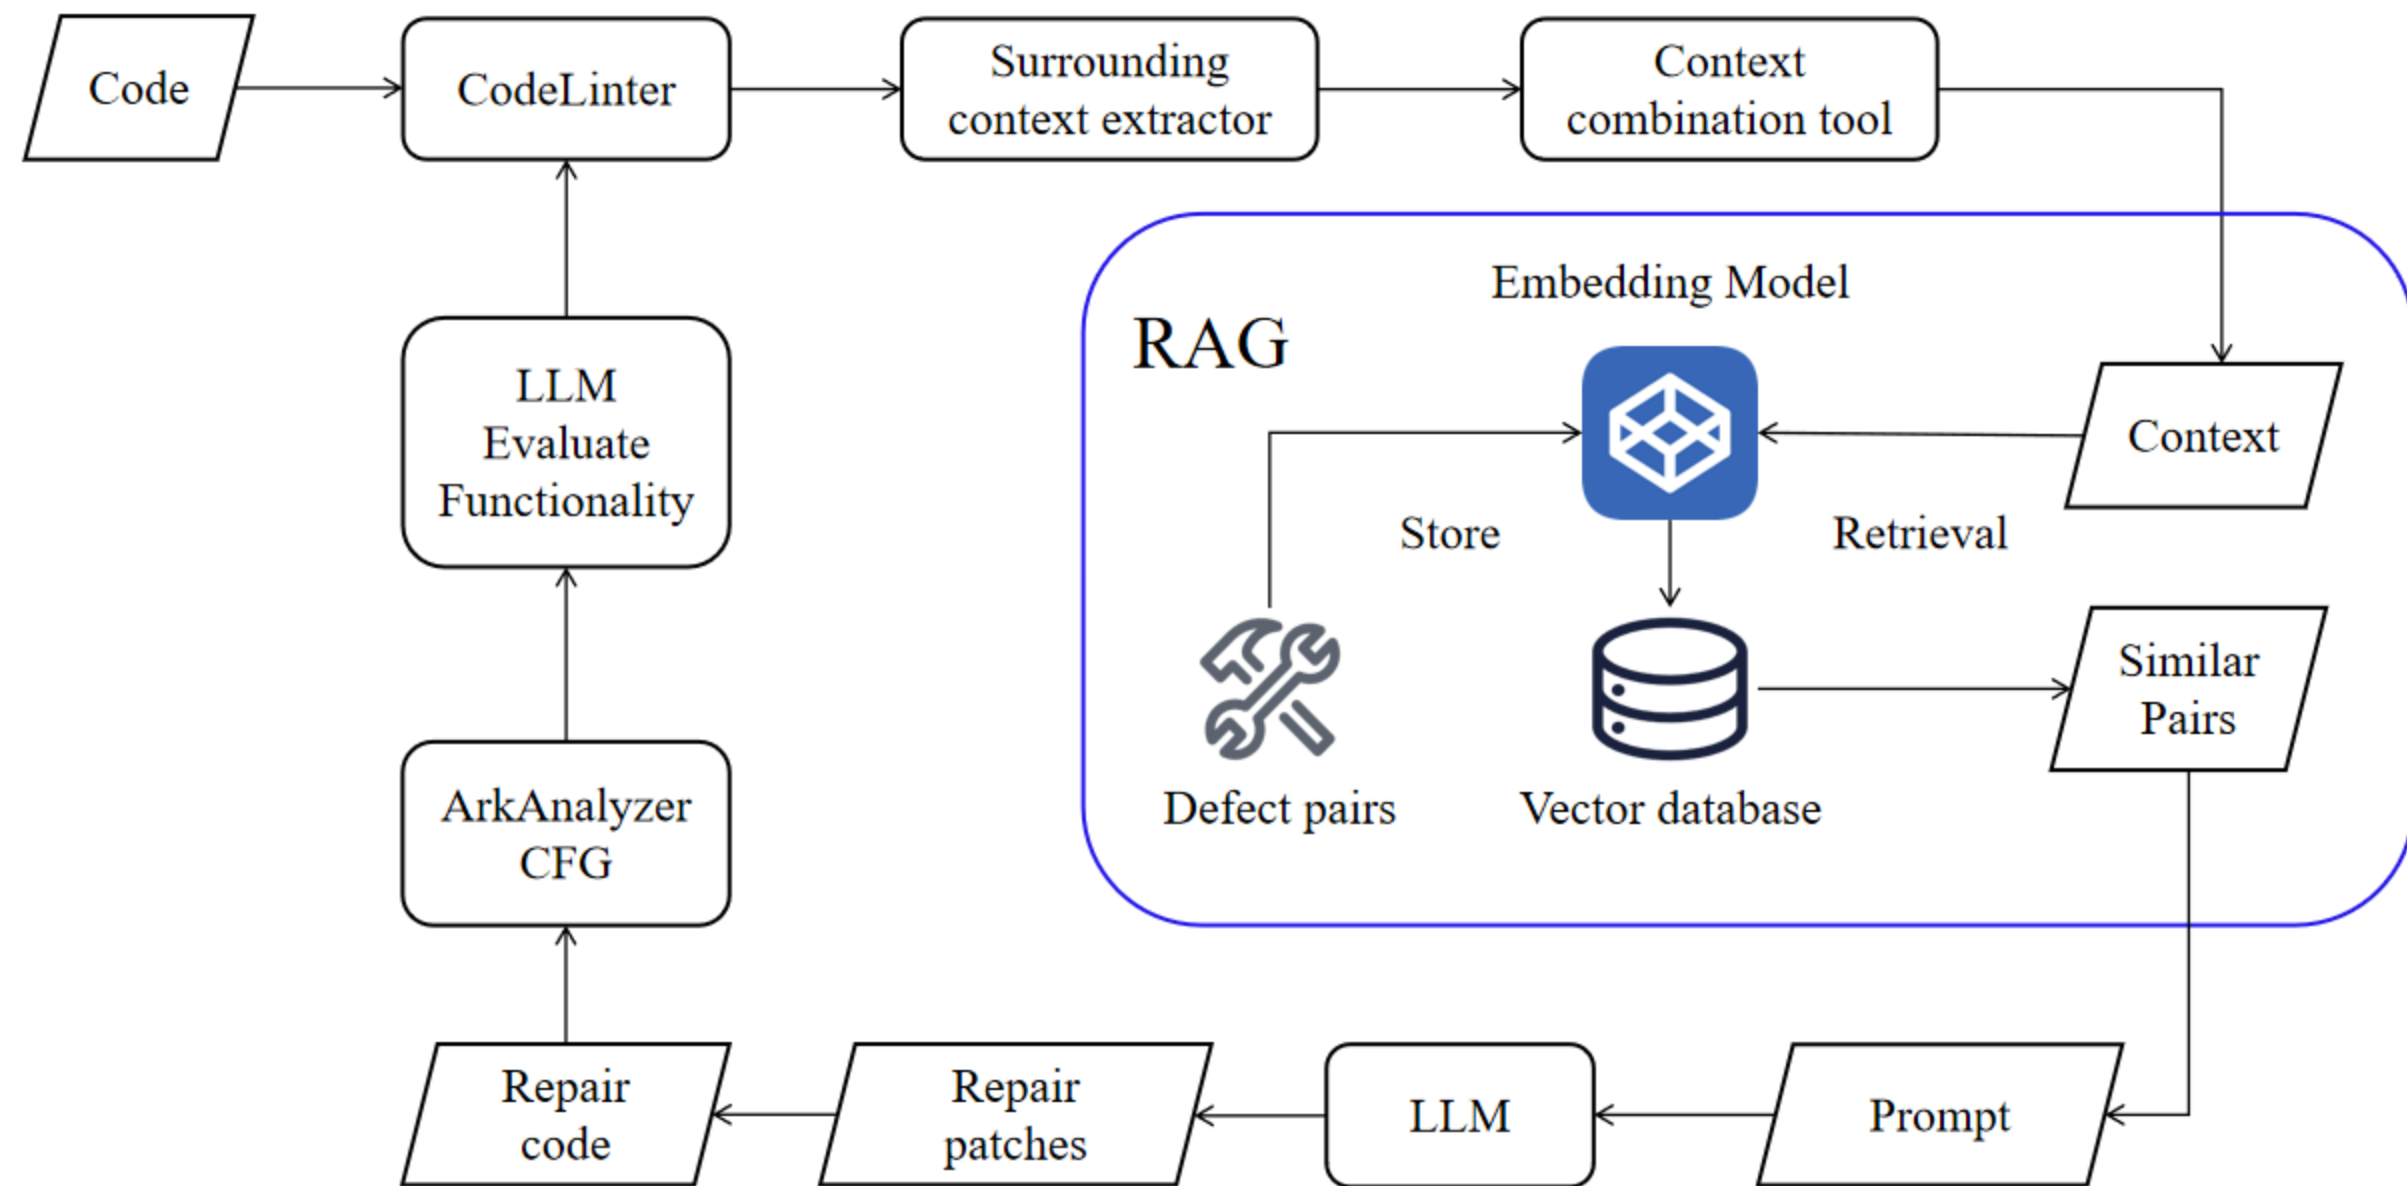 Code
CodeLinter
Surrounding
context extractor
Context
combination tool
Embedding Model
RAG
LLM
Evaluate
Functionality
Context
Store
Retrieval
Similar
Pairs
ArkAnalyzer
CFG
Defect pairs
Vector database
Repair
code
Repair
patches
LLM
Prompt